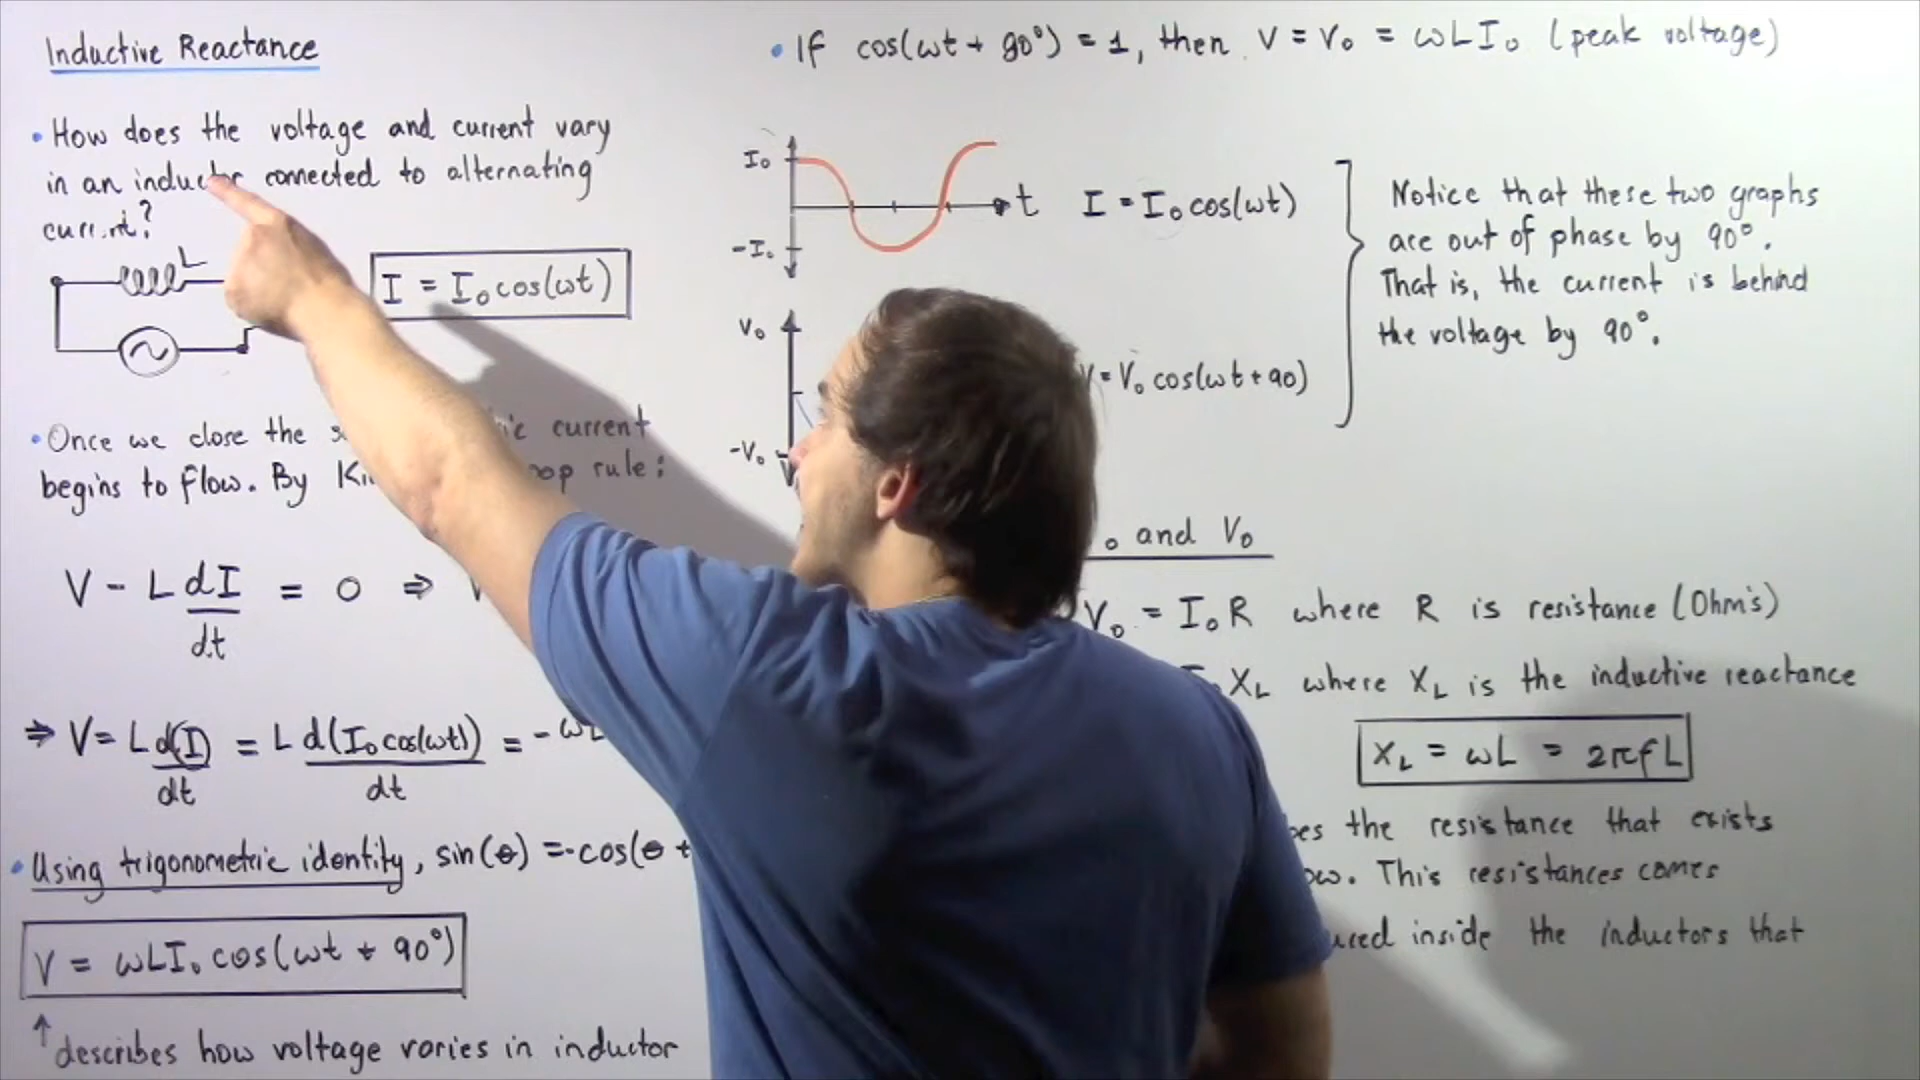 Inductive Reactance
• How does the voltage and current vary
in an inductor connected to alternating
current?
L
I = I₀cos(ωt)
• Once we close the current
begins to flow. By rule:
V - L dI/dt = 0 ⇒
⇒ V = L d(I)/dt = L d(I₀cos(ωt))/dt = -ωL
• Using trigonometric identity, sin(θ) = -cos(θ +
V = ωLI₀cos(ωt + 90°)
↑ describes how voltage varies in inductor
• If cos(ωt + 90°) = 1, then V = V₀ = ωLI₀ (peak voltage)
I₀
-I₀
t
I = I₀cos(ωt)
V₀
-V₀
V = V₀cos(ωt + 90)
Notice that these two graphs
are out of phase by 90°.
That is, the current is behind
the voltage by 90°.
and V₀
V₀ = I₀R where R is resistance (Ohm's)
X_L where X_L is the inductive reactance
X_L = ωL = 2πfL
the resistance that exists
This resistances comes
inside the inductors that